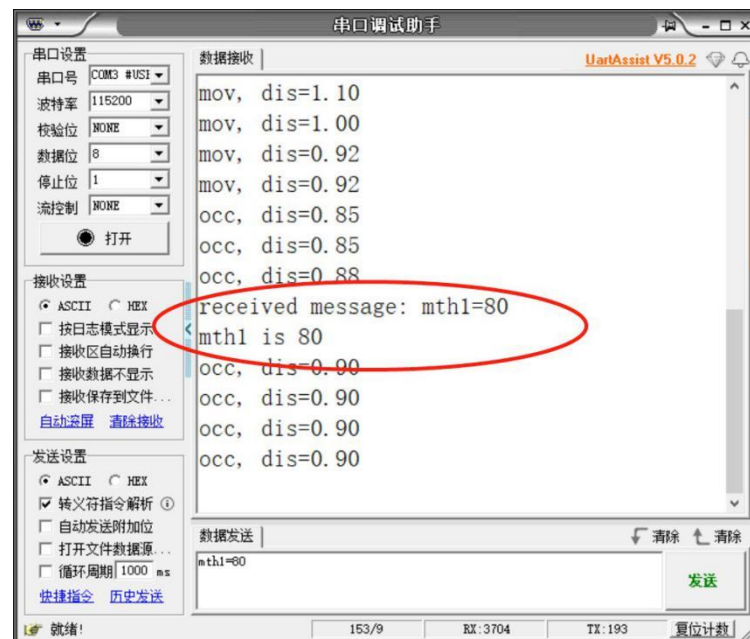 串口调试助手
串口设置
串口号 COM3 #USI
波特率 115200
校验位 NONE
数据位 8
停止位 1
流控制 NONE
打开
接收设置
ASCII HEX
按日志模式显示
接收区自动换行
接收数据不显示
接收保存到文件...
自动滚屏 清除接收
发送设置
ASCII HEX
转义符指令解析
自动发送附加位
打开文件数据源...
循环周期 1000 ms
快捷指令 历史发送
数据接收 UartAssist V5.0.2
mov, dis=1.10
mov, dis=1.00
mov, dis=0.92
mov, dis=0.92
occ, dis=0.85
occ, dis=0.85
occ, dis=0.88
received message: mth1=80
mth1 is 80
occ, dis=0.90
occ, dis=0.90
occ, dis=0.90
occ, dis=0.90
数据发送 清除 清除
mth1=80
发送
就绪! 153/9 RX:3704 TX:193 复位计数